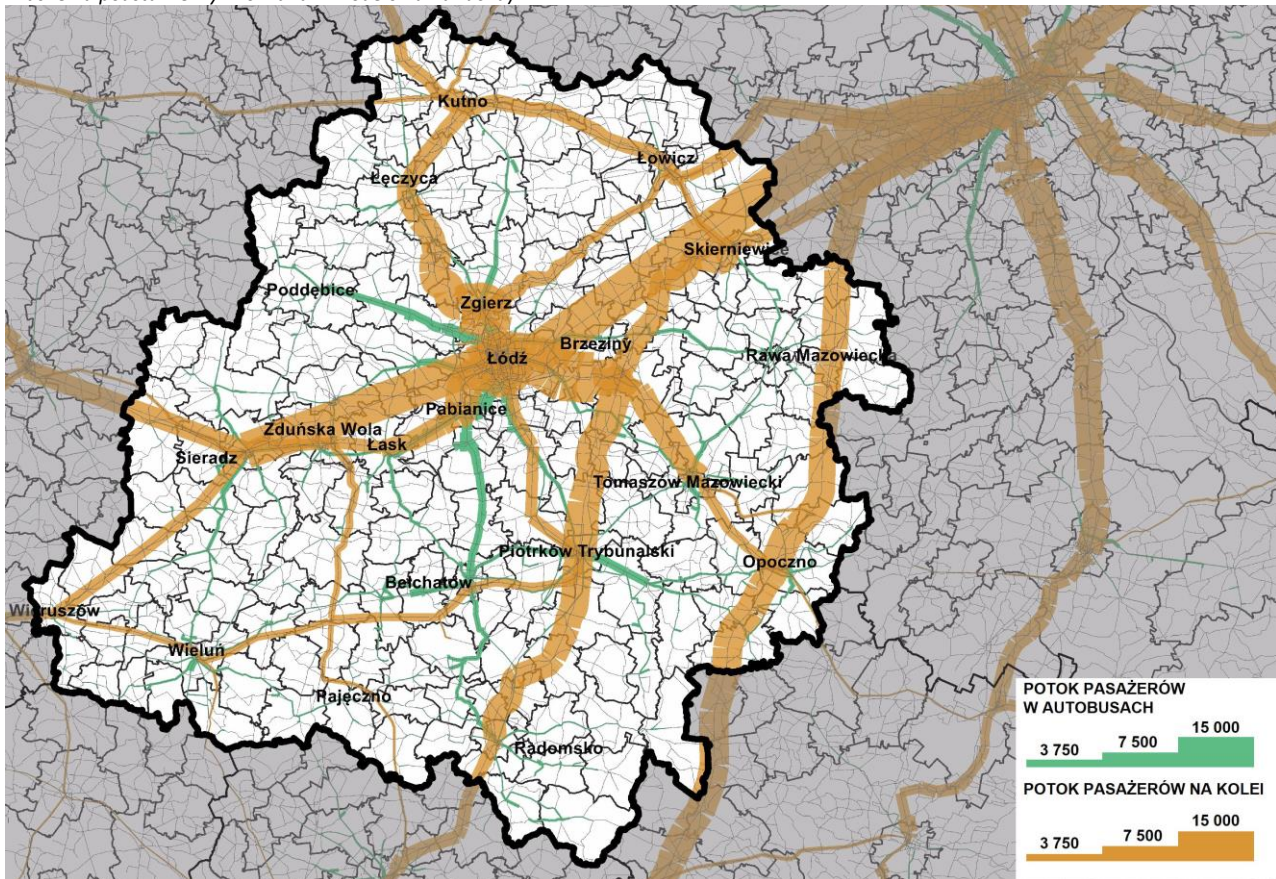 Kutno
Łowicz
Łęczyca
Skierniewice
Poddębice
Zgierz
Brzeziny
Łódź
Rawa Mazowiecka
Pabianice
Zduńska Wola
Łask
Sieradz
Tomaszów Mazowiecki
Piotrków Trybunalski
Opoczno
Bełchatów
Wieruszów
Wieluń
Pajęczno
Radomsko
POTOK PASAŻERÓW
W AUTOBUSACH
3 750 7 500 15 000
POTOK PASAŻERÓW NA KOLEI
3 750 7 500 15 000